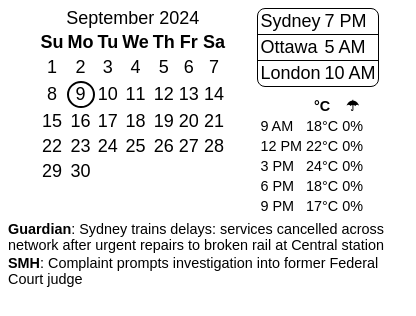 September 2024
Su Mo Tu We Th Fr Sa
1 2 3 4 5 6 7
8 9 10 11 12 13 14
15 16 17 18 19 20 21
22 23 24 25 26 27 28
29 30
Sydney 7 PM
Ottawa 5 AM
London 10 AM
°C ☂
9 AM 18°C 0%
12 PM 22°C 0%
3 PM 24°C 0%
6 PM 18°C 0%
9 PM 17°C 0%
Guardian: Sydney trains delays: services cancelled across
network after urgent repairs to broken rail at Central station
SMH: Complaint prompts investigation into former Federal
Court judge